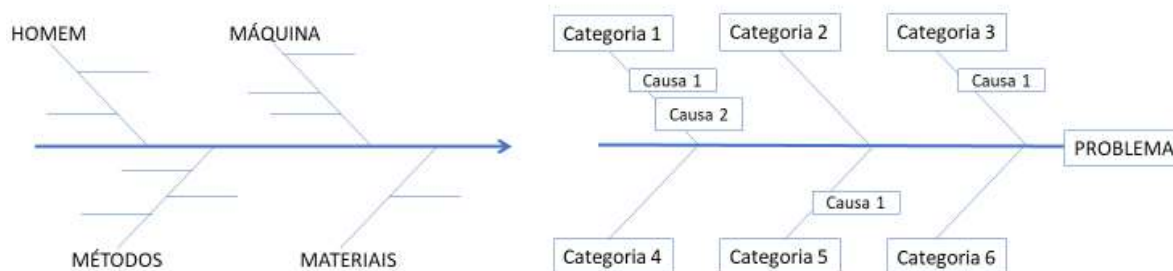 HOMEM
MÁQUINA
MÉTODOS
MATERIAIS
Categoria 1
Categoria 2
Categoria 3
Causa 1
Causa 1
Causa 2
PROBLEMA
Causa 1
Categoria 4
Categoria 5
Categoria 6